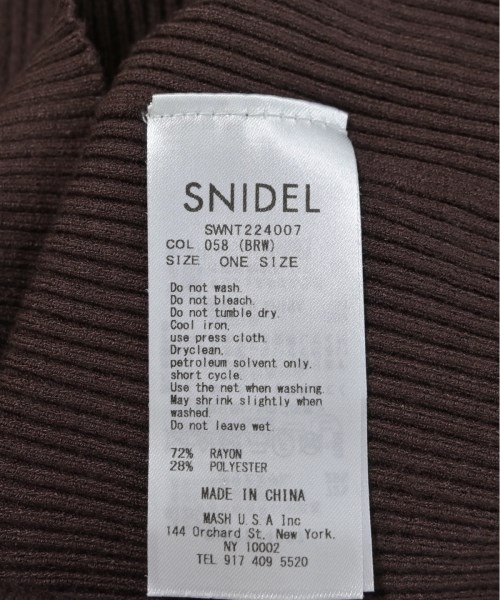 SNIDEL
SWNT224007
COL 058 (BRW)
SIZE ONE SIZE
Do not wash.
Do not bleach.
Do not tumble dry.
Cool iron,
use press cloth.
Dryclean,
petroleum solvent only.
short cycle.
Use the net when washing.
May shrink slightly when
washed.
Do not leave wet.
72% RAYON
28% POLYESTER
MADE IN CHINA
MASH U.S.A Inc
144 Orchard St, New York.
NY 10002
TEL 917 409 5520